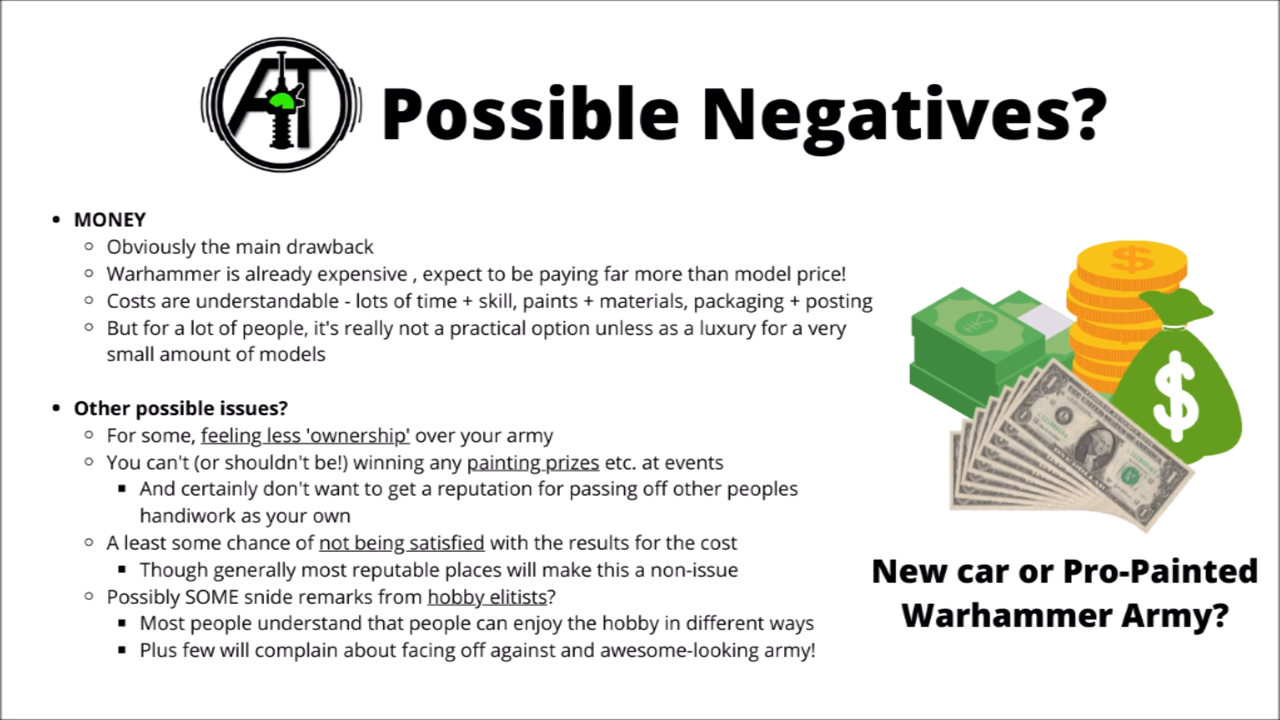 AT
Possible Negatives?
• MONEY
○ Obviously the main drawback
○ Warhammer is already expensive , expect to be paying far more than model price!
○ Costs are understandable - lots of time + skill, paints + materials, packaging + posting
○ But for a lot of people, it's really not a practical option unless as a luxury for a very
small amount of models
• Other possible issues?
○ For some, feeling less 'ownership' over your army
○ You can't (or shouldn't be!) winning any painting prizes etc. at events
▪ And certainly don't want to get a reputation for passing off other peoples
handiwork as your own
○ A least some chance of not being satisfied with the results for the cost
▪ Though generally most reputable places will make this a non-issue
○ Possibly SOME snide remarks from hobby elitists?
▪ Most people understand that people can enjoy the hobby in different ways
▪ Plus few will complain about facing off against and awesome-looking army!
New car or Pro-Painted
Warhammer Army?